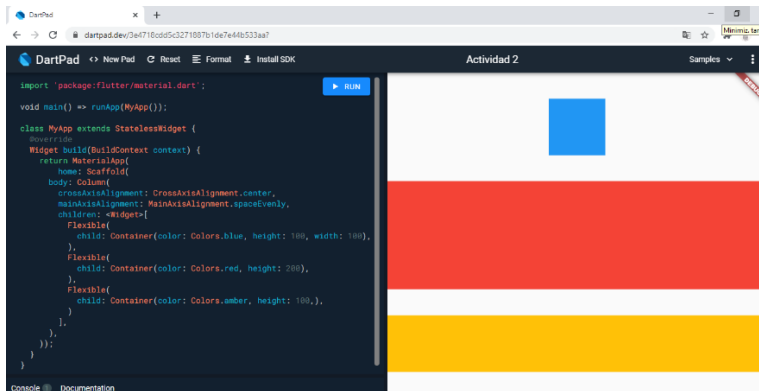 DartPad
dartpad.dev/3e4718cdd5c3271887b1de7e44b533aa?
Minimiz tar
DartPad <> New Pad Reset Format Install SDK Actividad 2 Samples
import 'package:flutter/material.dart';
RUN
void main() => runApp(MyApp());
class MyApp extends StatelessWidget {
@override
Widget build(BuildContext context) {
return MaterialApp(
home: Scaffold(
body: Column(
crossAxisAlignment: CrossAxisAlignment.center,
mainAxisAlignment: MainAxisAlignment.spaceEvenly,
children: <Widget>[
Flexible(
child: Container(color: Colors.blue, height: 100, width: 100),
),
Flexible(
child: Container(color: Colors.red, height: 200),
),
Flexible(
child: Container(color: Colors.amber, height: 100,),
)
],
),
));
}
}
Console Documentation